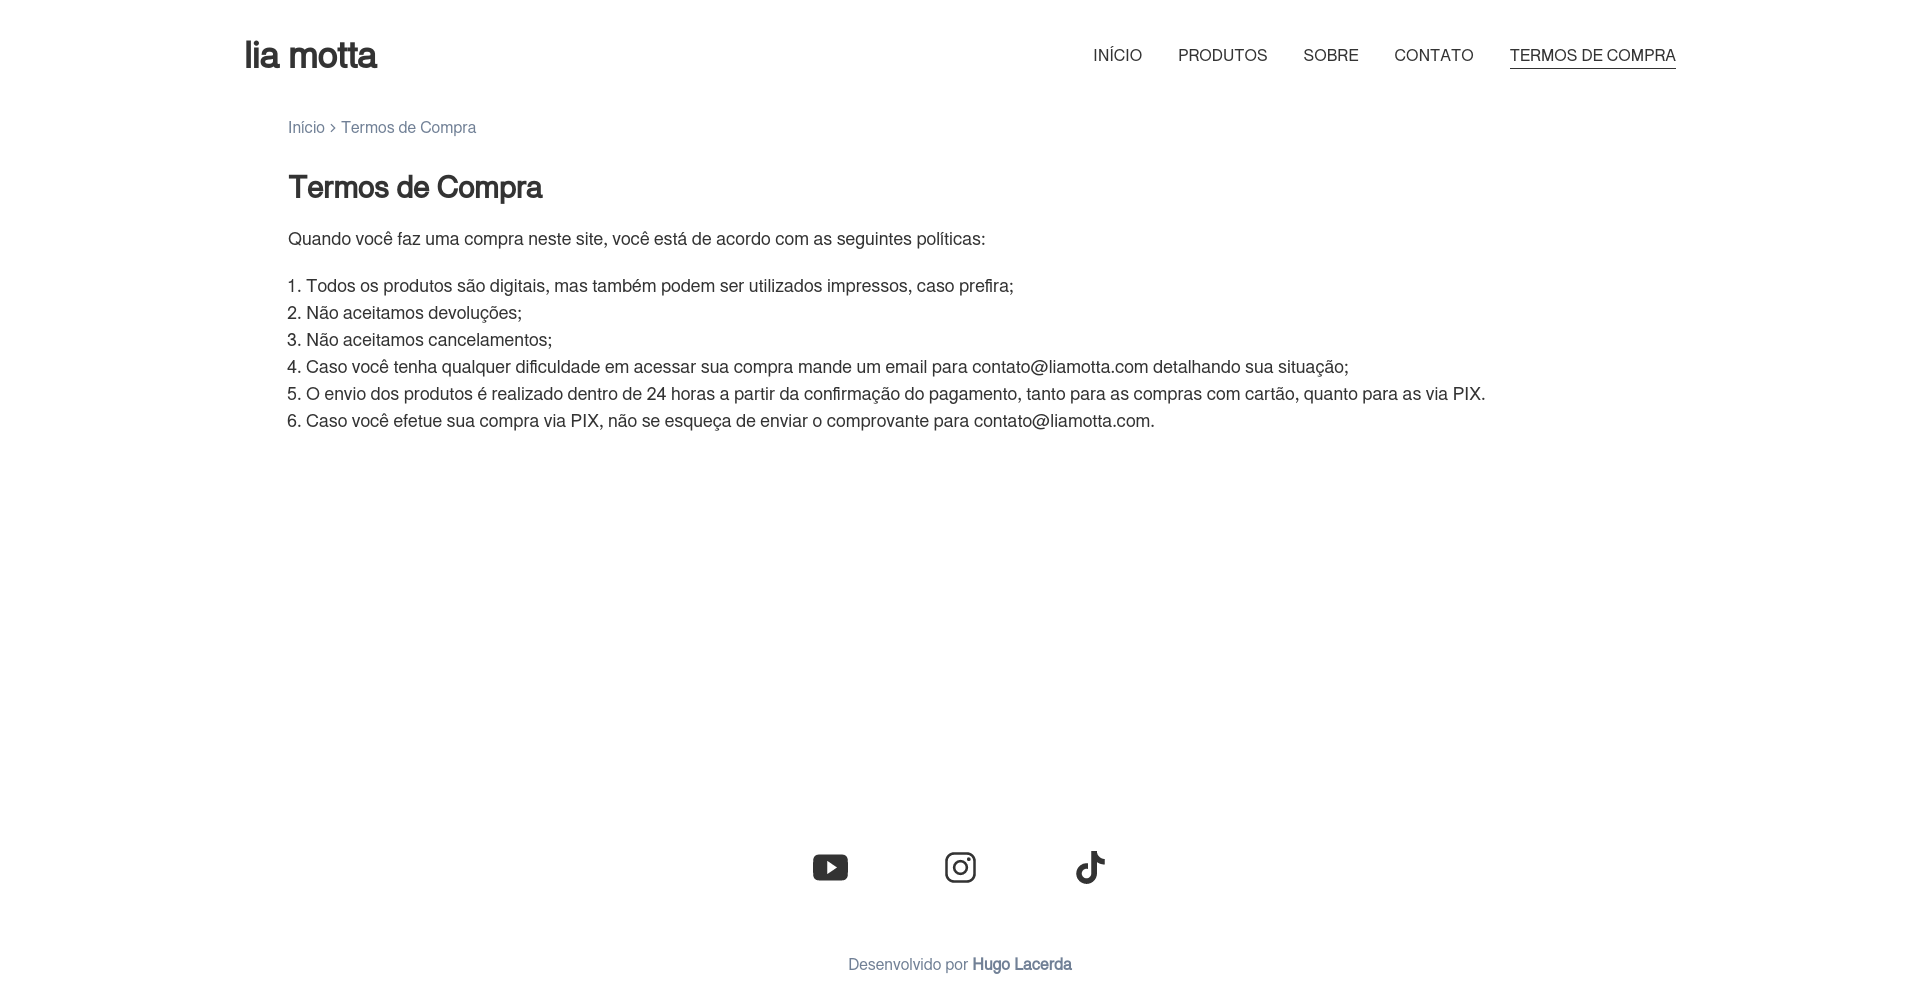 lia motta
INÍCIO
PRODUTOS
SOBRE
CONTATO
TERMOS DE COMPRA
Início > Termos de Compra
Termos de Compra
Quando você faz uma compra neste site, você está de acordo com as seguintes políticas:
1. Todos os produtos são digitais, mas também podem ser utilizados impressos, caso prefira;
2. Não aceitamos devoluções;
3. Não aceitamos cancelamentos;
4. Caso você tenha qualquer dificuldade em acessar sua compra mande um email para contato@liamotta.com detalhando sua situação;
5. O envio dos produtos é realizado dentro de 24 horas a partir da confirmação do pagamento, tanto para as compras com cartão, quanto para as via PIX.
6. Caso você efetue sua compra via PIX, não se esqueça de enviar o comprovante para contato@liamotta.com.
Desenvolvido por Hugo Lacerda